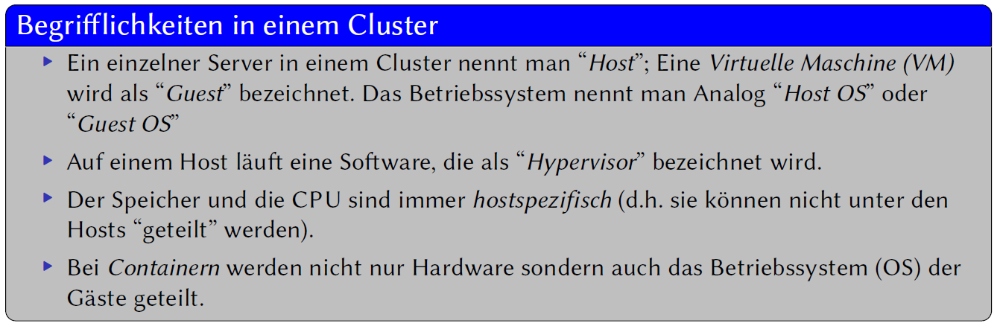 Begrifflichkeiten in einem Cluster
Ein einzelner Server in einem Cluster nennt man “Host”; Eine Virtuelle Maschine (VM)
wird als “Guest” bezeichnet. Das Betriebssystem nennt man Analog “Host OS” oder
“Guest OS”
Auf einem Host läuft eine Software, die als “Hypervisor” bezeichnet wird.
Der Speicher und die CPU sind immer hostspezifisch (d.h. sie können nicht unter den
Hosts “geteilt” werden).
Bei Containern werden nicht nur Hardware sondern auch das Betriebssystem (OS) der
Gäste geteilt.